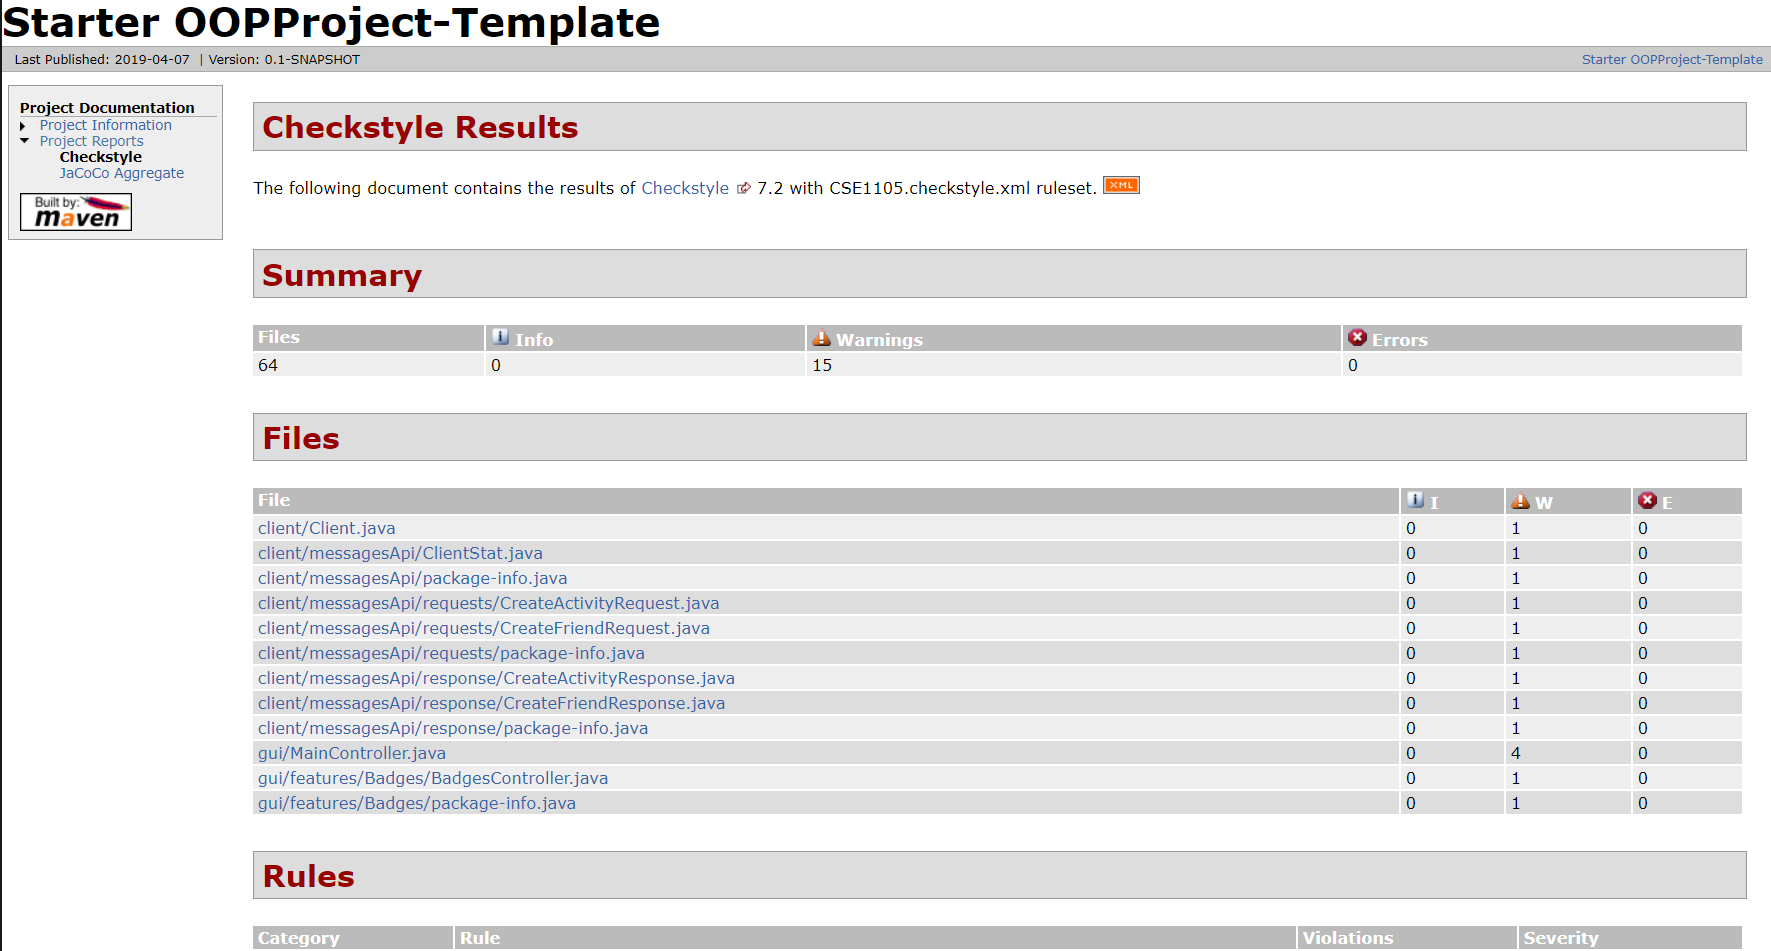 Starter OOPProject-Template
Last Published: 2019-04-07 | Version: 0.1-SNAPSHOT Starter OOPProject-Template
Project Documentation
Project Information
Project Reports
Checkstyle
JaCoCo Aggregate
Built by:
maven
Checkstyle Results
The following document contains the results of Checkstyle 7.2 with CSE1105.checkstyle.xml ruleset. XML
Summary
Files Info Warnings Errors
64 0 15 0
Files
File I W E
client/Client.java 0 1 0
client/messagesApi/ClientStat.java 0 1 0
client/messagesApi/package-info.java 0 1 0
client/messagesApi/requests/CreateActivityRequest.java 0 1 0
client/messagesApi/requests/CreateFriendRequest.java 0 1 0
client/messagesApi/requests/package-info.java 0 1 0
client/messagesApi/response/CreateActivityResponse.java 0 1 0
client/messagesApi/response/CreateFriendResponse.java 0 1 0
client/messagesApi/response/package-info.java 0 1 0
gui/MainController.java 0 4 0
gui/features/Badges/BadgesController.java 0 1 0
gui/features/Badges/package-info.java 0 1 0
Rules
Category Rule Violations Severity